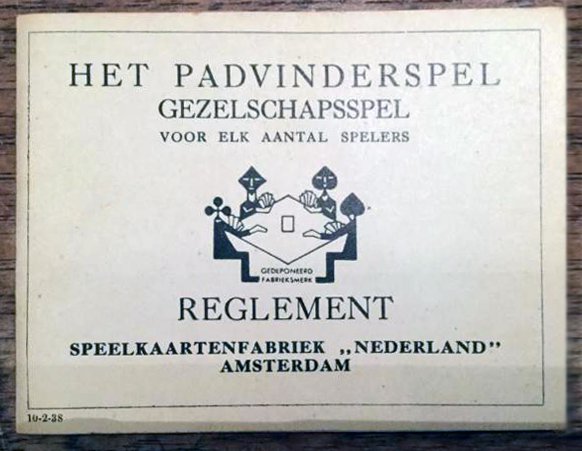 HET PADVINDERSPEL
GEZELSCHAPSSPEL
VOOR ELK AANTAL SPELERS
GEDEPONEERD
FABRIEKSMERK
REGLEMENT
SPEELKAARTENFABRIEK „NEDERLAND”
AMSTERDAM
10-2-38